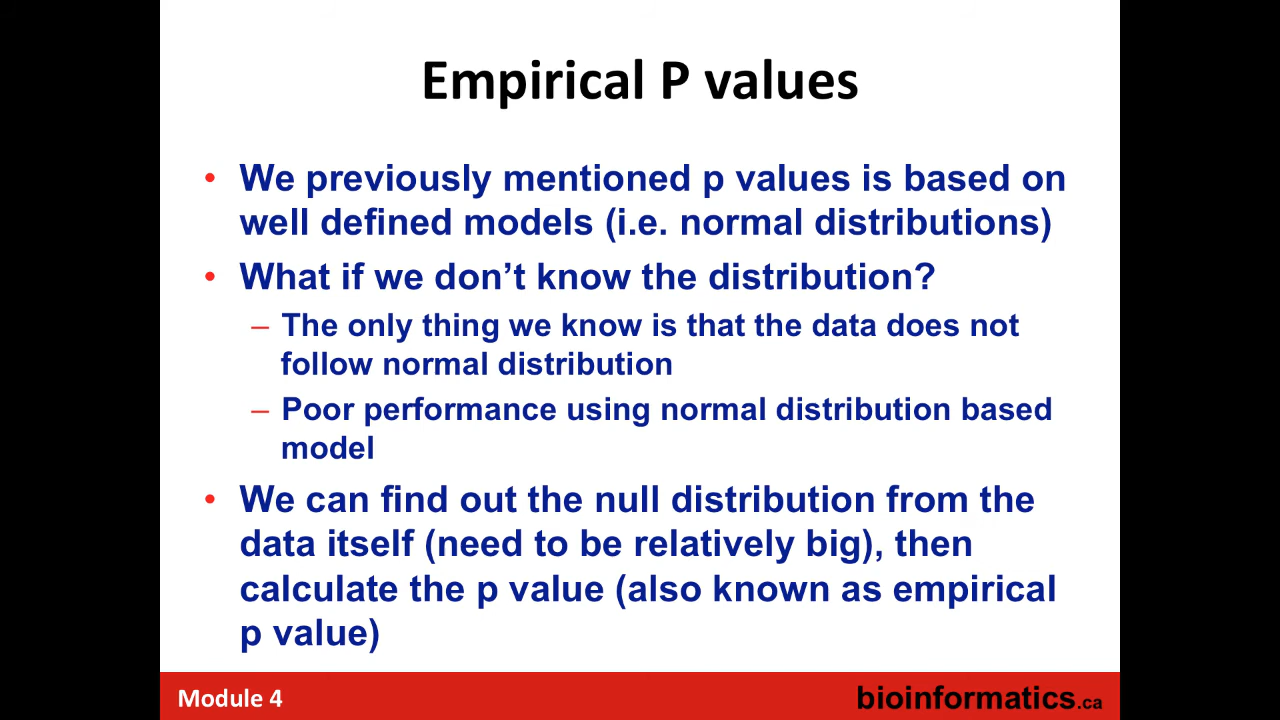 Empirical P values
• We previously mentioned p values is based on
well defined models (i.e. normal distributions)
• What if we don’t know the distribution?
– The only thing we know is that the data does not
follow normal distribution
– Poor performance using normal distribution based
model
• We can find out the null distribution from the
data itself (need to be relatively big), then
calculate the p value (also known as empirical
p value)
Module 4
bioinformatics.ca